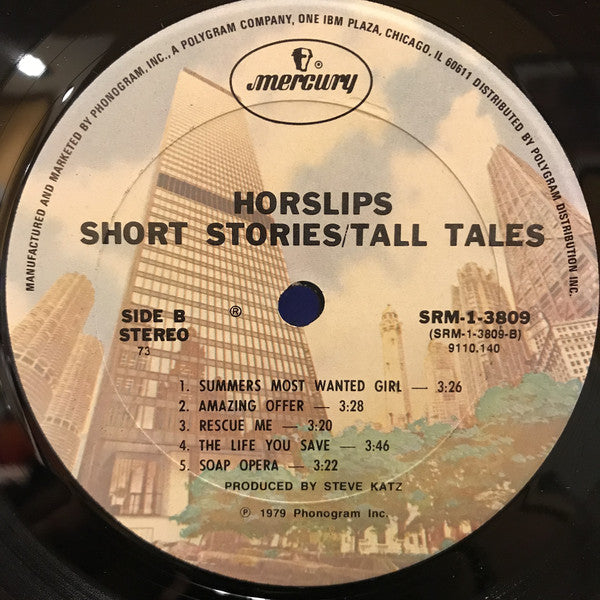 MANUFACTURED AND MARKETED BY PHONOGRAM, INC., A POLYGRAM COMPANY, ONE IBM PLAZA, CHICAGO, IL 60611 DISTRIBUTED BY POLYGRAM DISTRIBUTION INC.
®
mercury
HORSLIPS
SHORT STORIES/TALL TALES
SIDE B ® SRM-1-3809
STEREO (SRM-1-3809-B)
73 9110.140
1. SUMMERS MOST WANTED GIRL — 3:26
2. AMAZING OFFER — 3:28
3. RESCUE ME — 3:20
4. THE LIFE YOU SAVE — 3:46
5. SOAP OPERA — 3:22
PRODUCED BY STEVE KATZ
℗ 1979 Phonogram Inc.